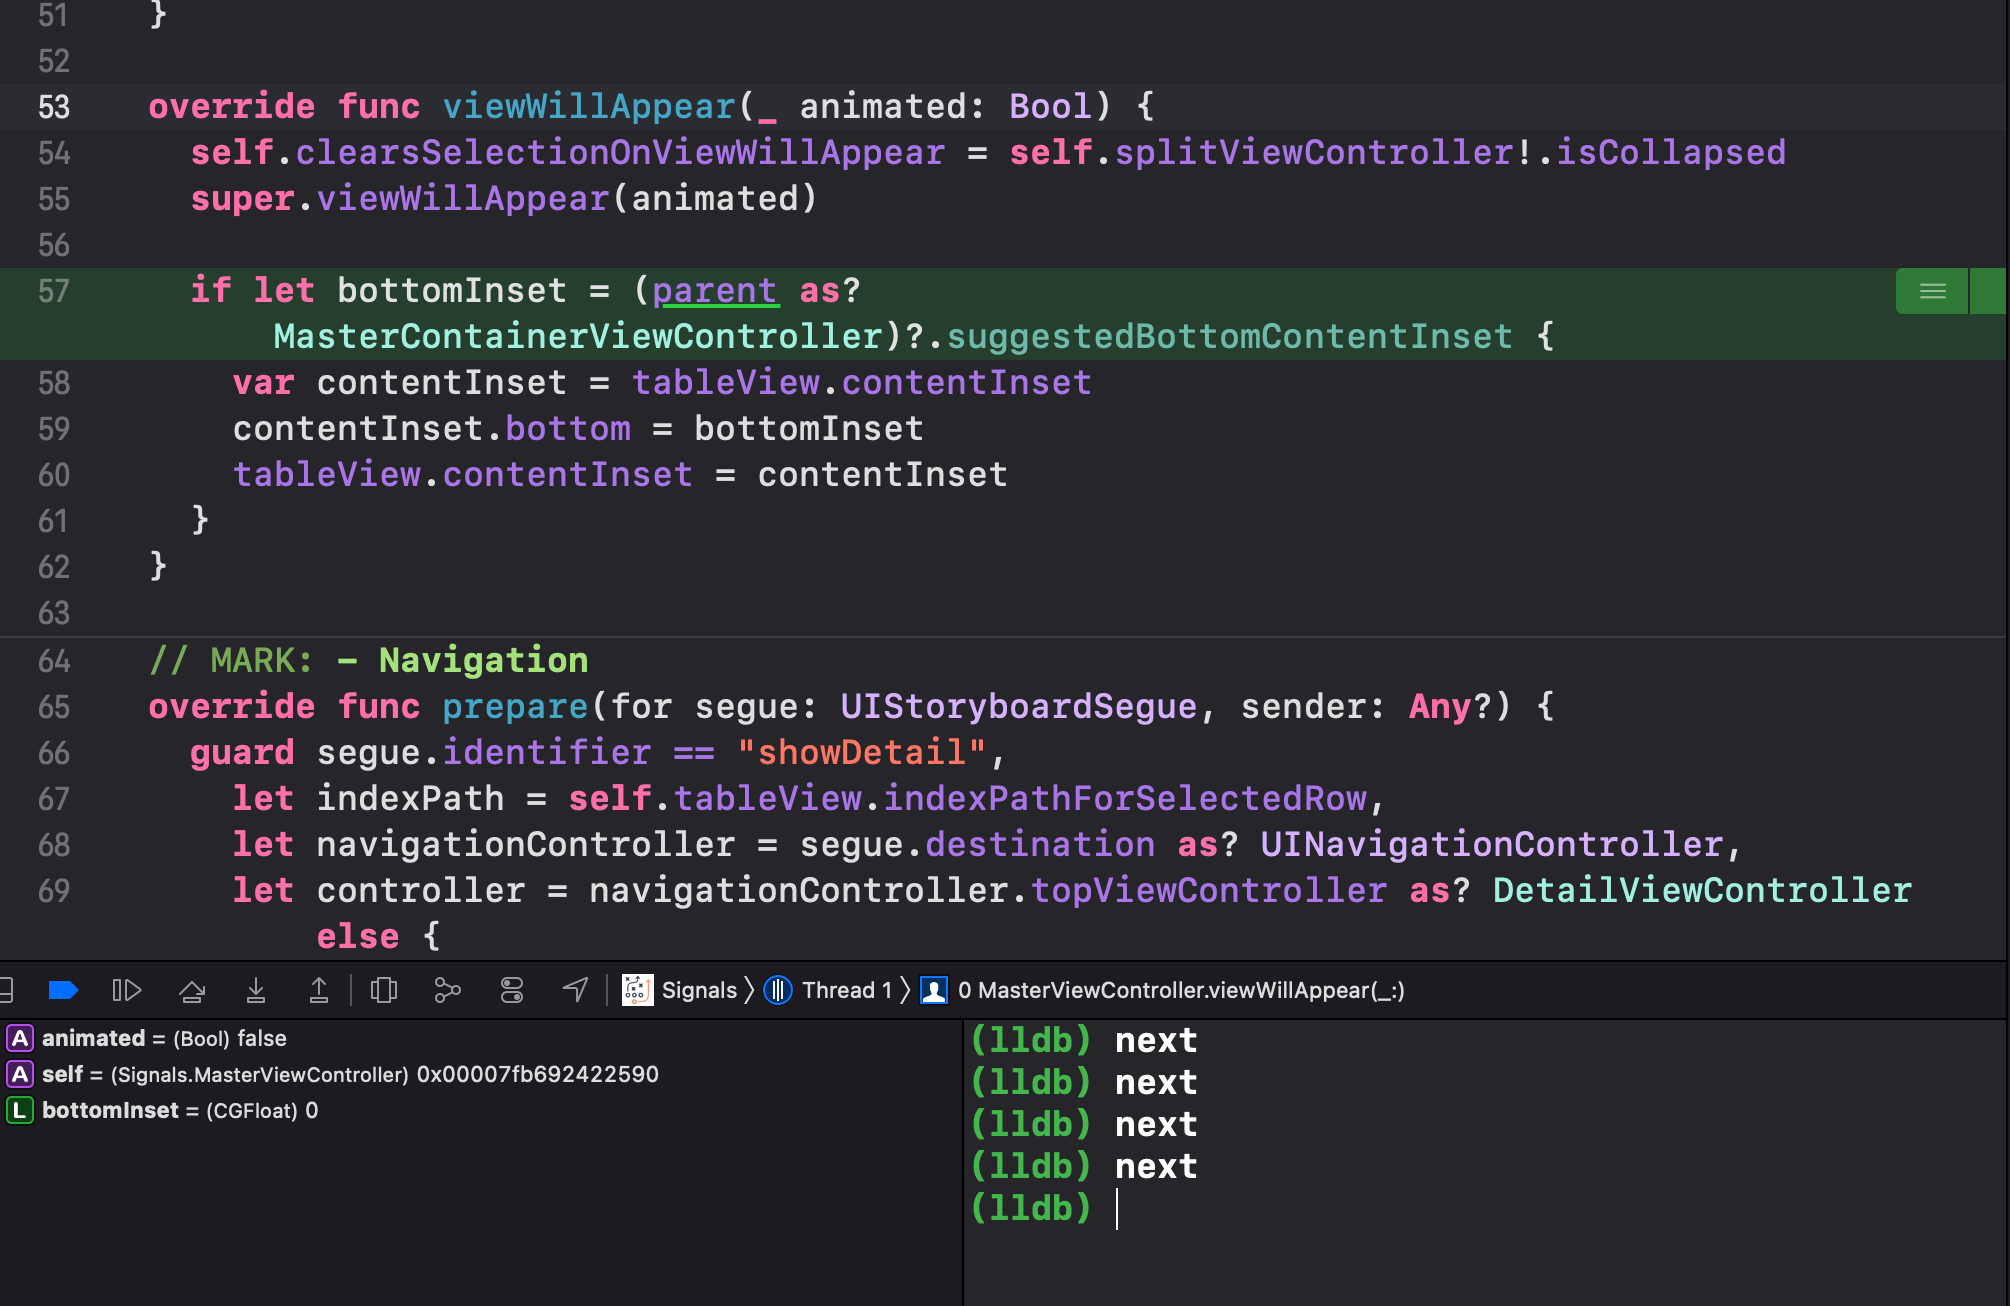 51 }
52
53 override func viewWillAppear(_ animated: Bool) {
54 self.clearsSelectionOnViewWillAppear = self.splitViewController!.isCollapsed
55 super.viewWillAppear(animated)
56
57 if let bottomInset = (parent as?
MasterContainerViewController)?.suggestedBottomContentInset {
58 var contentInset = tableView.contentInset
59 contentInset.bottom = bottomInset
60 tableView.contentInset = contentInset
61 }
62 }
63
64 // MARK: - Navigation
65 override func prepare(for segue: UIStoryboardSegue, sender: Any?) {
66 guard segue.identifier == "showDetail",
67 let indexPath = self.tableView.indexPathForSelectedRow,
68 let navigationController = segue.destination as? UINavigationController,
69 let controller = navigationController.topViewController as? DetailViewController
else {
Signals 〉 Thread 1 〉 0 MasterViewController.viewWillAppear(_:)
A animated = (Bool) false
A self = (Signals.MasterViewController) 0x00007fb692422590
L bottomInset = (CGFloat) 0
(lldb) next
(lldb) next
(lldb) next
(lldb) next
(lldb)